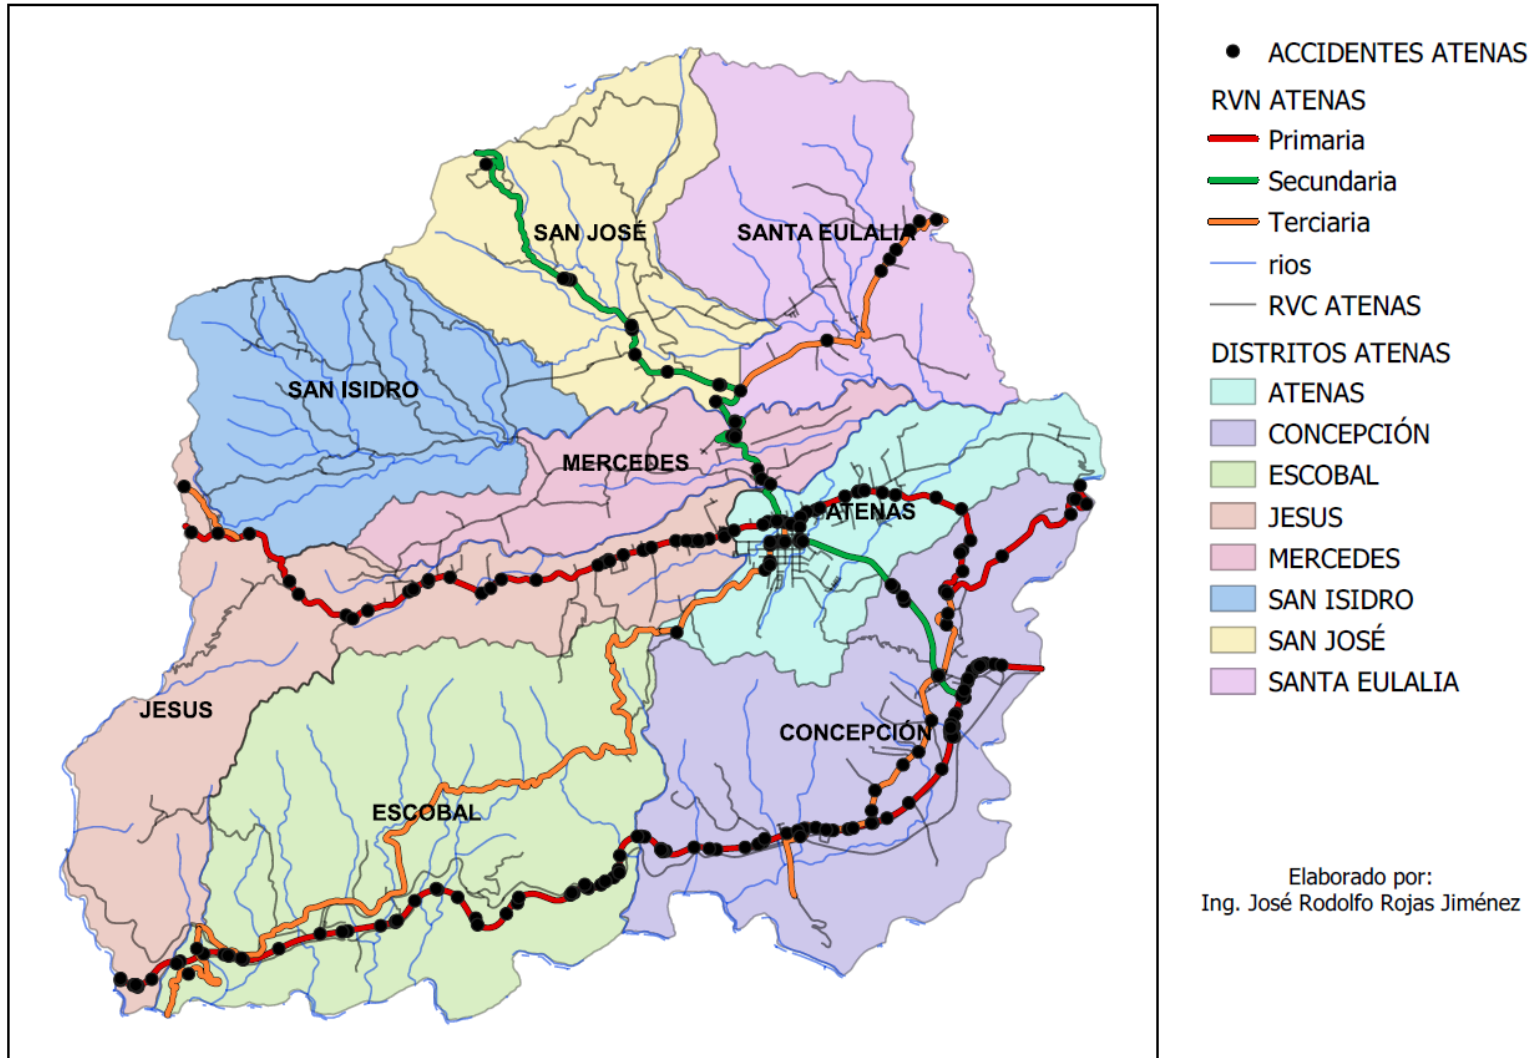 SAN JOSÉ
SANTA EULALIA
SAN ISIDRO
MERCEDES
ATENAS
JESUS
CONCEPCIÓN
ESCOBAL
ACCIDENTES ATENAS
RVN ATENAS
Primaria
Secundaria
Terciaria
rios
RVC ATENAS
DISTRITOS ATENAS
ATENAS
CONCEPCIÓN
ESCOBAL
JESUS
MERCEDES
SAN ISIDRO
SAN JOSÉ
SANTA EULALIA
Elaborado por:
Ing. José Rodolfo Rojas Jiménez